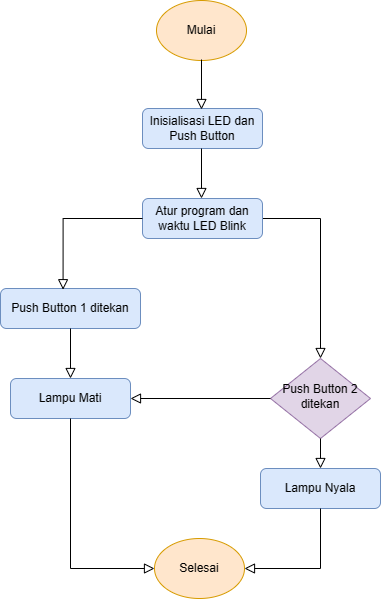 Mulai
Inisialisasi LED dan
Push Button
Atur program dan
waktu LED Blink
Push Button 1 ditekan
Push Button 2
ditekan
Lampu Mati
Lampu Nyala
Selesai